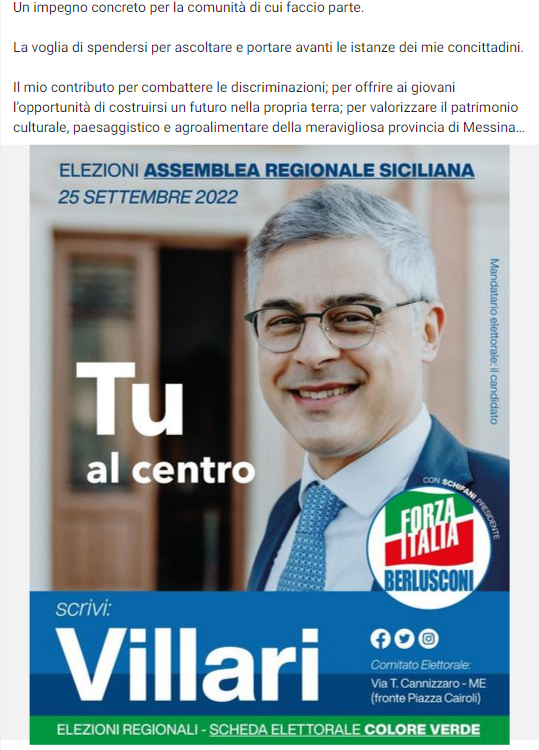 Un impegno concreto per la comunità di cui faccio parte.
La voglia di spendersi per ascoltare e portare avanti le istanze dei mie concittadini.
Il mio contributo per combattere le discriminazioni; per offrire ai giovani
l'opportunità di costruirsi un futuro nella propria terra; per valorizzare il patrimonio
culturale, paesaggistico e agroalimentare della meravigliosa provincia di Messina...
ELEZIONI ASSEMBLEA REGIONALE SICILIANA
25 SETTEMBRE 2022
Mandatario elettorale: il candidato
Tu
al centro
CON SCHIFANI PRESIDENTE
FORZA
ITALIA
BERLUSCONI
scrivi:
Villari
Comitato Elettorale:
Via T. Cannizzaro - ME
(fronte Piazza Cairoli)
ELEZIONI REGIONALI - SCHEDA ELETTORALE COLORE VERDE